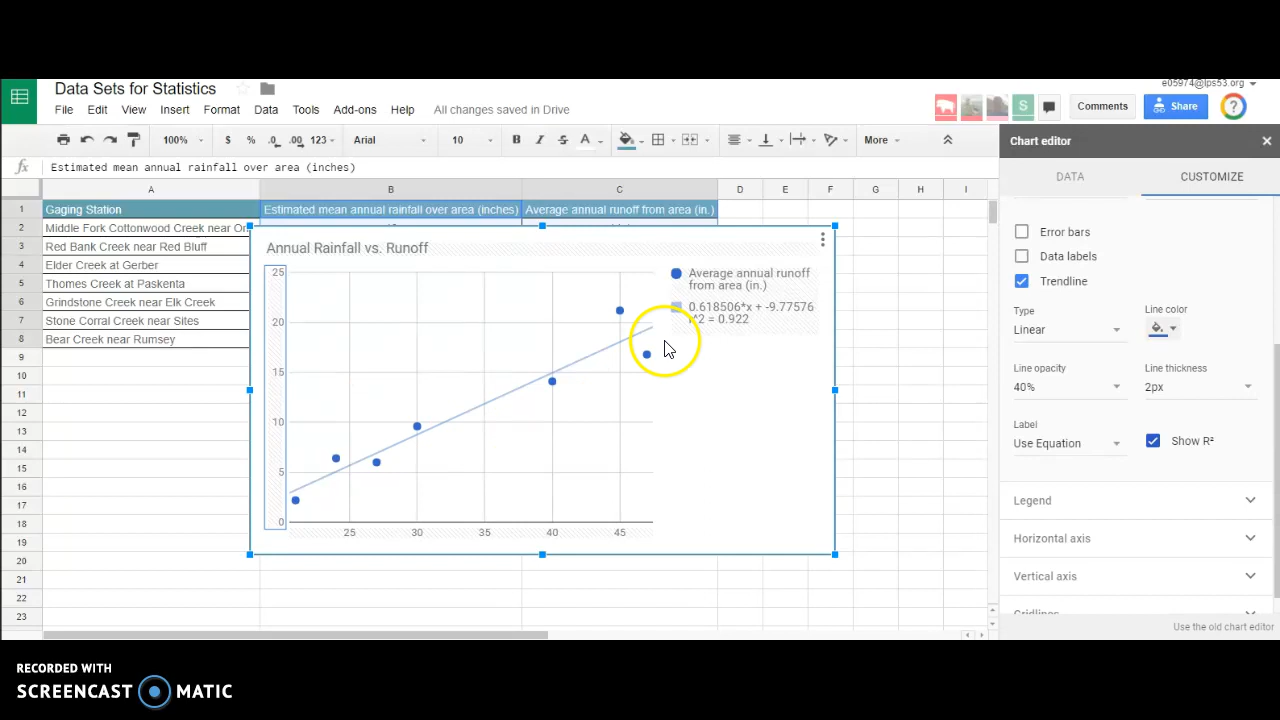 Data Sets for Statistics
e05974@lps53.org
File Edit View Insert Format Data Tools Add-ons Help All changes saved in Drive
S Comments Share ?
100% $ % .0 .00 123 Arial 10 B I S A More
Chart editor
fx Estimated mean annual rainfall over area (inches)
DATA CUSTOMIZE
A B C D E F G H I
1 Gaging Station Estimated mean annual rainfall over area (inches) Average annual runoff from area (in.)
2 Middle Fork Cottonwood Creek near
3 Red Bank Creek near Red Bluff
4 Elder Creek at Gerber
5 Thomes Creek at Paskenta
6 Grindstone Creek near Elk Creek
7 Stone Corral Creek near Sites
8 Bear Creek near Rumsey
9
10
11
12
13
14
15
16
17
18
19
20
21
22
23
Annual Rainfall vs. Runoff
25
20
15
10
5
0
25 30 35 40 45
Average annual runoff
from area (in.)
0.618506*x + -9.77576
r^2 = 0.922
Error bars
Data labels
Trendline
Type Line color
Linear
Line opacity Line thickness
40% 2px
Label
Use Equation Show R²
Legend
Horizontal axis
Vertical axis
Gridlines
Use the old chart editor
RECORDED WITH
SCREENCAST MATIC